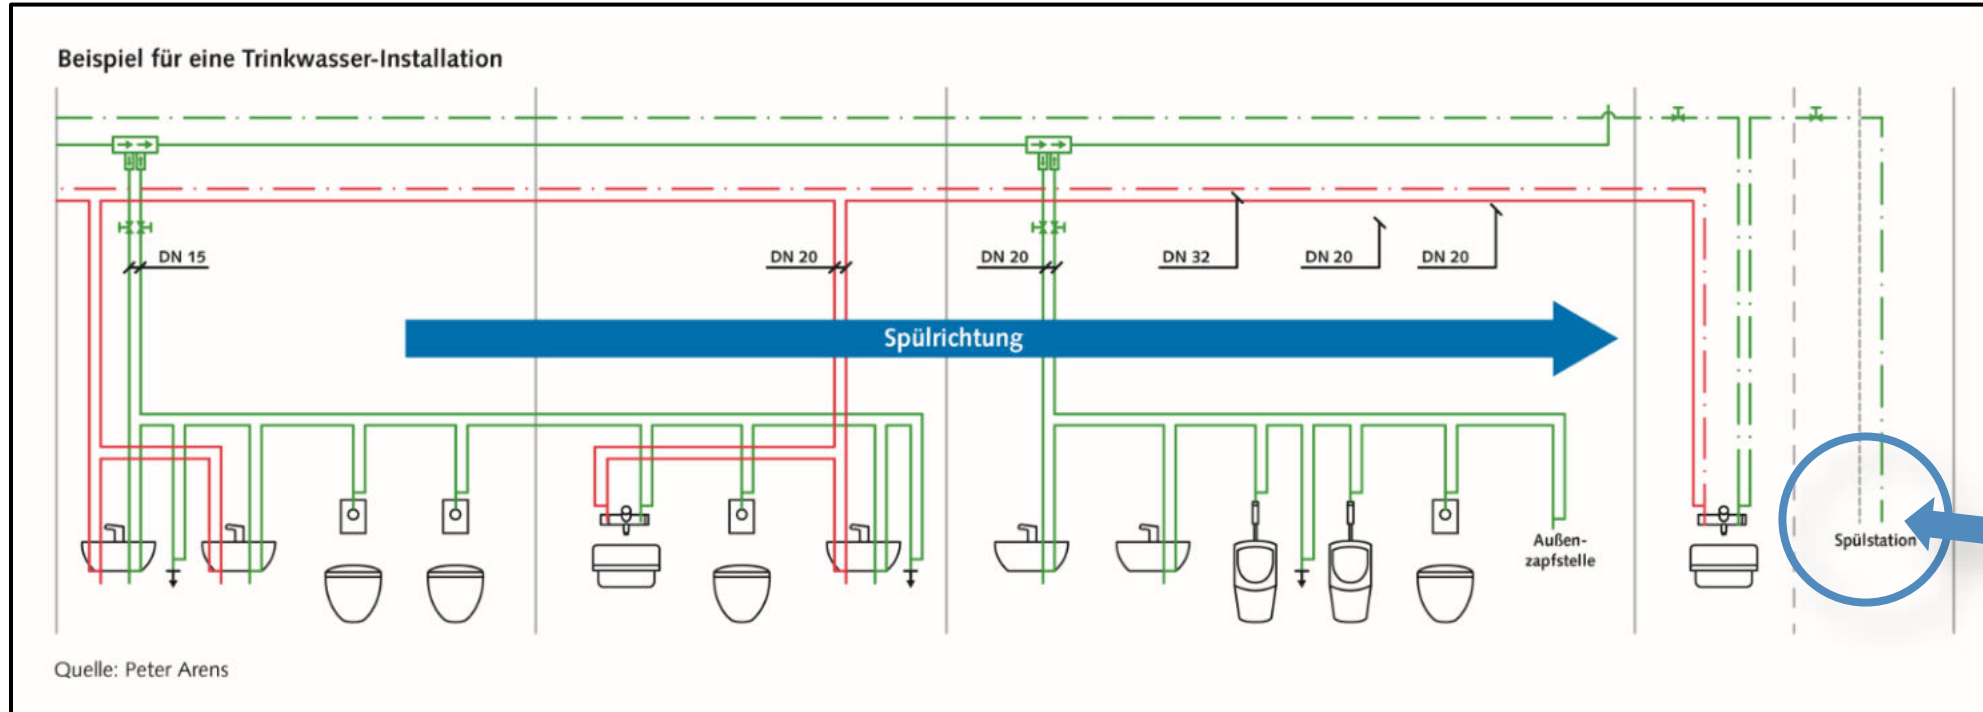 Beispiel für eine Trinkwasser-Installation
DN 15
DN 20
DN 20
DN 32
DN 20
DN 20
Spülrichtung
Außen-
zapfstelle
Spülstation
Quelle: Peter Arens